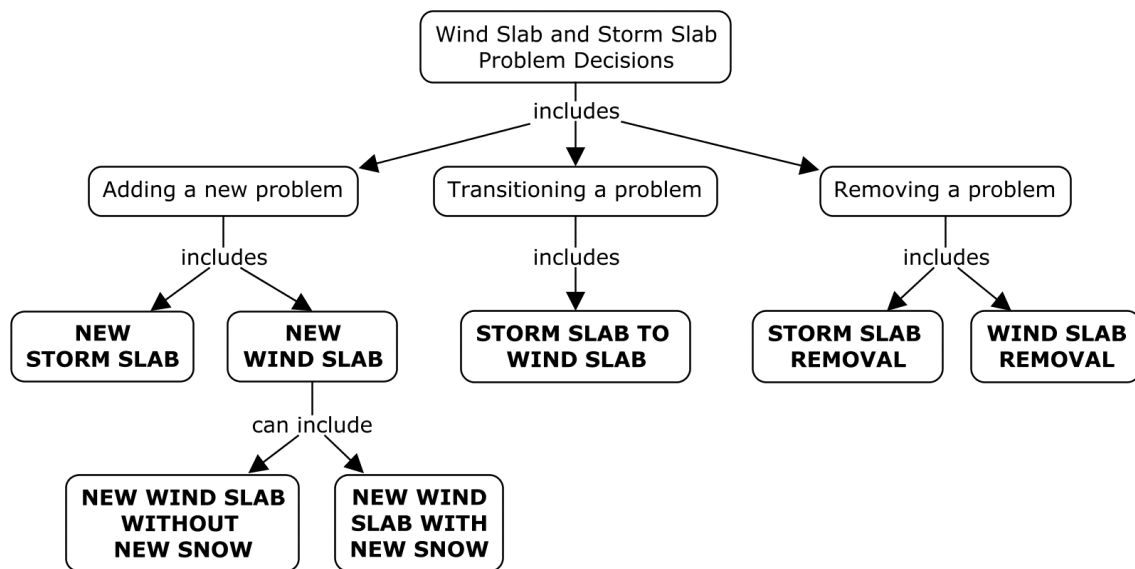 Wind Slab and Storm Slab
Problem Decisions
includes
Adding a new problem
Transitioning a problem
Removing a problem
includes
includes
includes
NEW
STORM SLAB
NEW
WIND SLAB
STORM SLAB TO
WIND SLAB
STORM SLAB
REMOVAL
WIND SLAB
REMOVAL
can include
NEW WIND SLAB
WITHOUT
NEW SNOW
NEW WIND
SLAB WITH
NEW SNOW